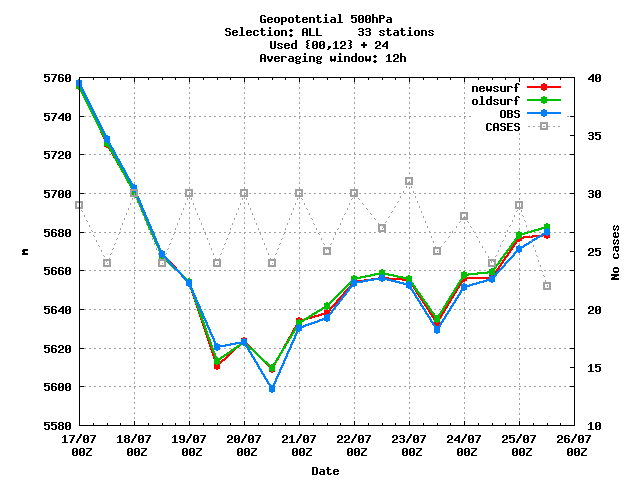 Geopotential 500hPa
Selection: ALL     33 stations
Used {00,12} + 24
Averaging window: 12h
newsurf
oldsurf
OBS
CASES
5760
5740
5720
5700
5680
5660
5640
5620
5600
5580
m
40
35
30
25
20
15
10
No cases
17/07 18/07 19/07 20/07 21/07 22/07 23/07 24/07 25/07 26/07
00Z 00Z 00Z 00Z 00Z 00Z 00Z 00Z 00Z 00Z
Date